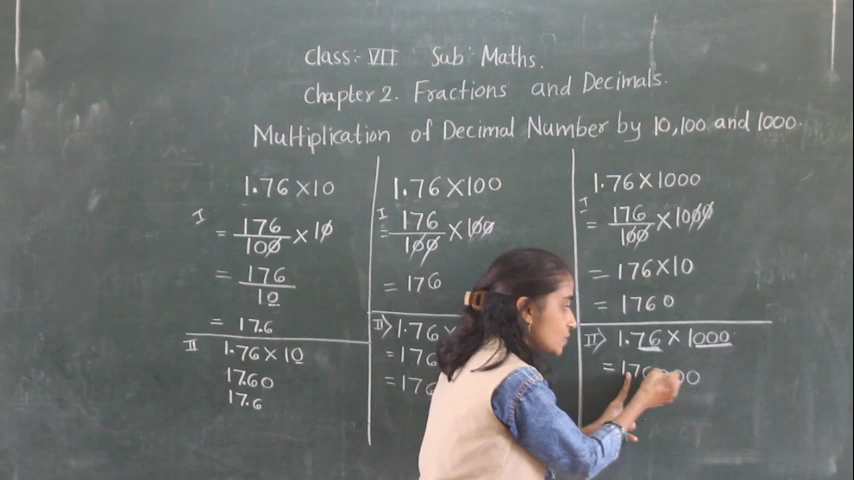 Class:- VII Sub: Maths.
Chapter 2. Fractions and Decimals.
Multiplication of Decimal Number by 10,100 and 1000.
1.76 X 10
I
= 176/100 X 10
= 176/10
= 17.6
II 1.76 X 10
17.60
17.6
1.76 X 100
I
= 176/100 X 100
= 176
II> 1.76 X
= 176
= 176
1.76 X 1000
I
= 176/100 X 1000
= 176 X 10
= 1760
II> 1.76 X 1000